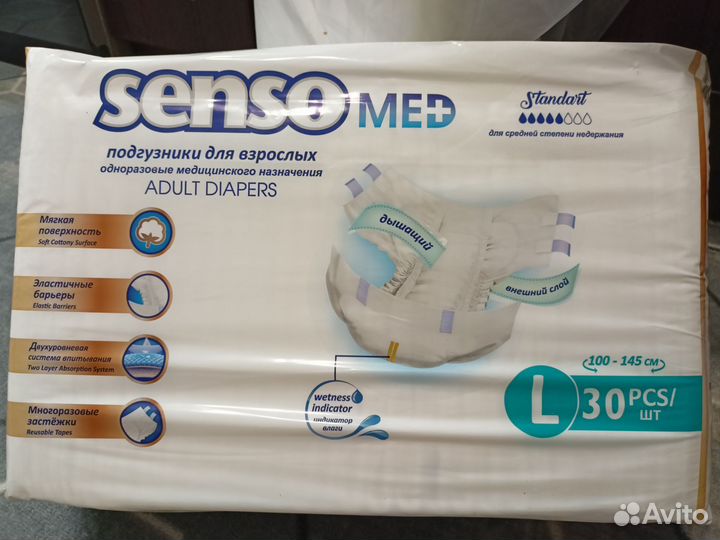 senso MED
Standart
для средней степени недержания
подгузники для взрослых
одноразовые медицинского назначения
ADULT DIAPERS
Мягкая
поверхность
Soft Cottony Surface
Эластичные
барьеры
Elastic Barriers
Двухуровневая
система впитывания
Two Layer Absorption System
Многоразовые
застёжки
Reusable Tapes
дышащий
внешний слой
wetness
indicator
индикатор
влаги
100 - 145 см
L 30 PCS/
шт
Avito